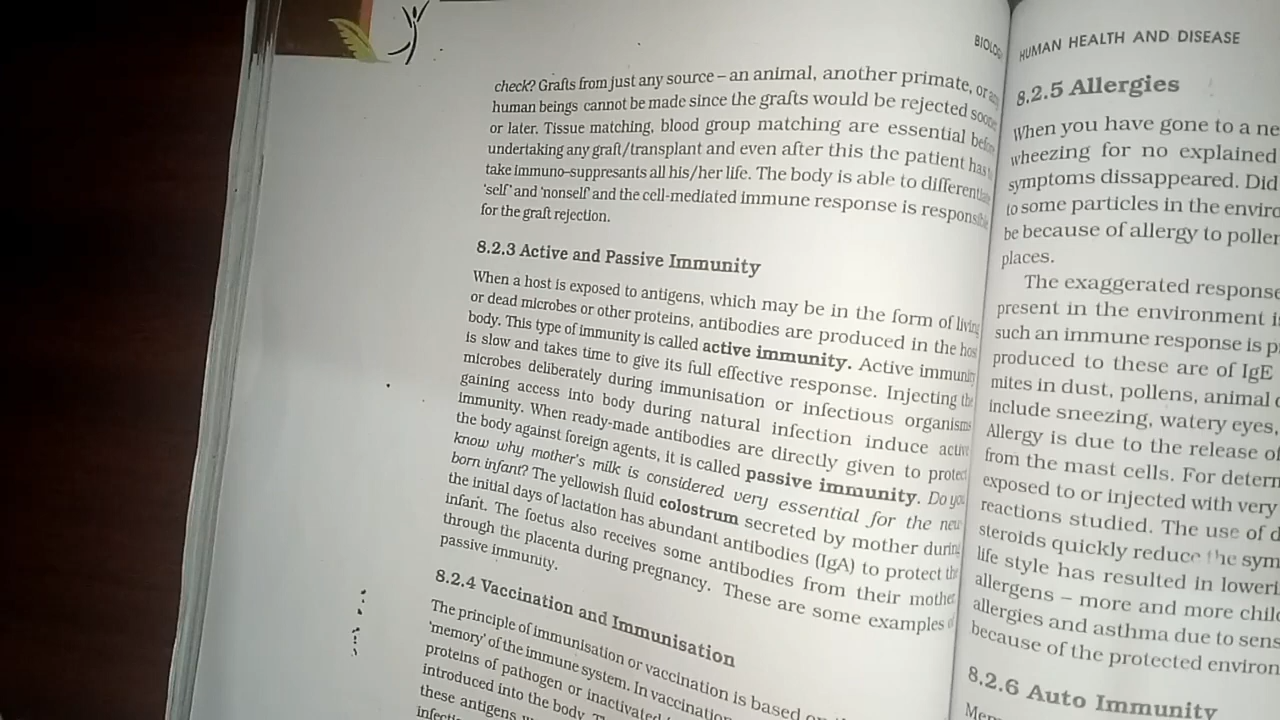 BIOLO
check? Grafts from just any source – an animal, another primate, or any
human beings cannot be made since the grafts would be rejected soon
or later. Tissue matching, blood group matching are essential before
undertaking any graft/transplant and even after this the patient has to
take immuno–suppresants all his/her life. The body is able to differentiate
'self' and 'nonself' and the cell-mediated immune response is responsible
for the graft rejection.
8.2.3 Active and Passive Immunity
When a host is exposed to antigens, which may be in the form of living
or dead microbes or other proteins, antibodies are produced in the host
body. This type of immunity is called active immunity. Active immunity
is slow and takes time to give its full effective response. Injecting the
microbes deliberately during immunisation or infectious organisms
gaining access into body during natural infection induce active
immunity. When ready-made antibodies are directly given to protect
the body against foreign agents, it is called passive immunity. Do you
know why mother's milk is considered very essential for the new
born infant? The yellowish fluid colostrum secreted by mother during
the initial days of lactation has abundant antibodies (IgA) to protect the
infant. The foetus also receives some antibodies from their mother,
through the placenta during pregnancy. These are some examples of
passive immunity.
8.2.4 Vaccination and Immunisation
The principle of immunisation or vaccination is based on
'memory' of the immune system. In vaccination
proteins of pathogen or inactivated
introduced into the body.
these antigens
HUMAN HEALTH AND DISEASE
8.2.5 Allergies
When you have gone to a ne
wheezing for no explained
symptoms dissappeared. Did
to some particles in the enviro
be because of allergy to poller
places.
The exaggerated response
present in the environment i
such an immune response is p
produced to these are of IgE
mites in dust, pollens, animal
include sneezing, watery eyes,
Allergy is due to the release of
from the mast cells. For determ
exposed to or injected with very
reactions studied. The use of d
steroids quickly reduce the sym
life style has resulted in loweri
allergens – more and more chil
allergies and asthma due to sens
because of the protected environ
8.2.6 Auto Immunity